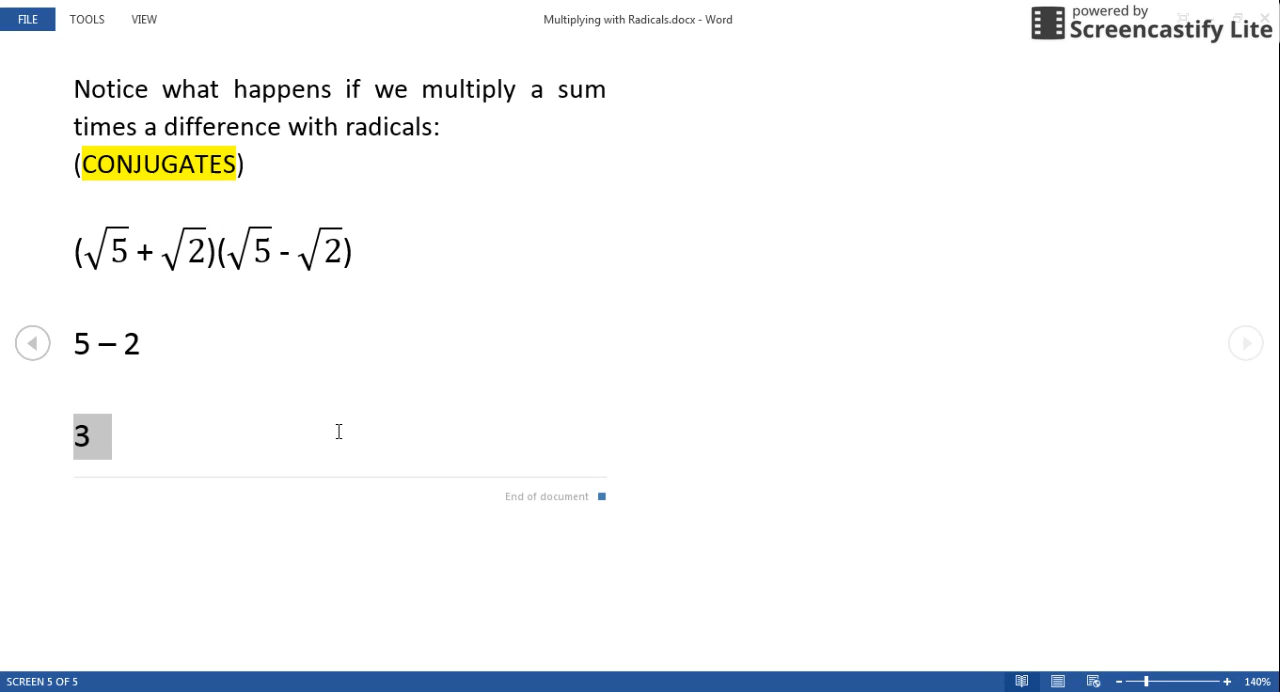 FILE TOOLS VIEW Multiplying with Radicals.docx - Word
powered by
Screencastify Lite
Notice what happens if we multiply a sum
times a difference with radicals:
(CONJUGATES)
(√5 + √2)(√5 - √2)
5 – 2
3
End of document
SCREEN 5 OF 5 140%